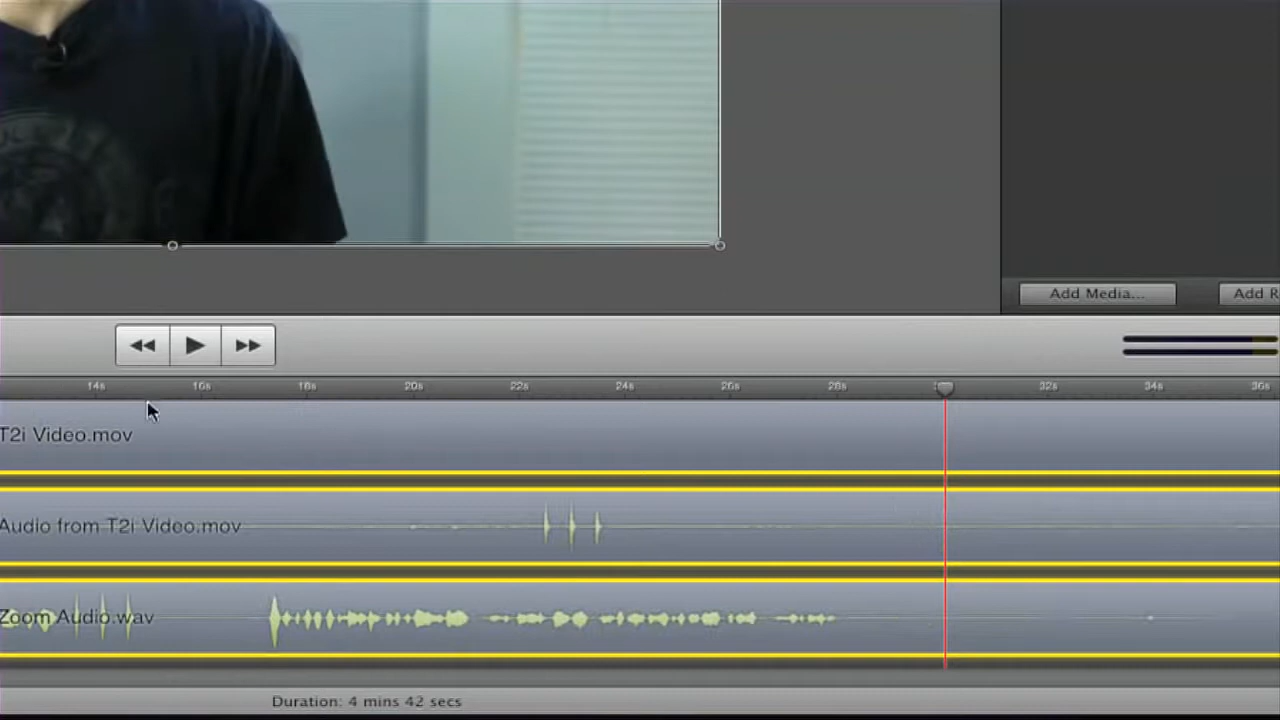 Add Media...
Add R
14s 16s 18s 20s 22s 24s 26s 28s 32s 34s 36s
T2i Video.mov
Audio from T2i Video.mov
Zoom Audio.wav
Duration: 4 mins 42 secs